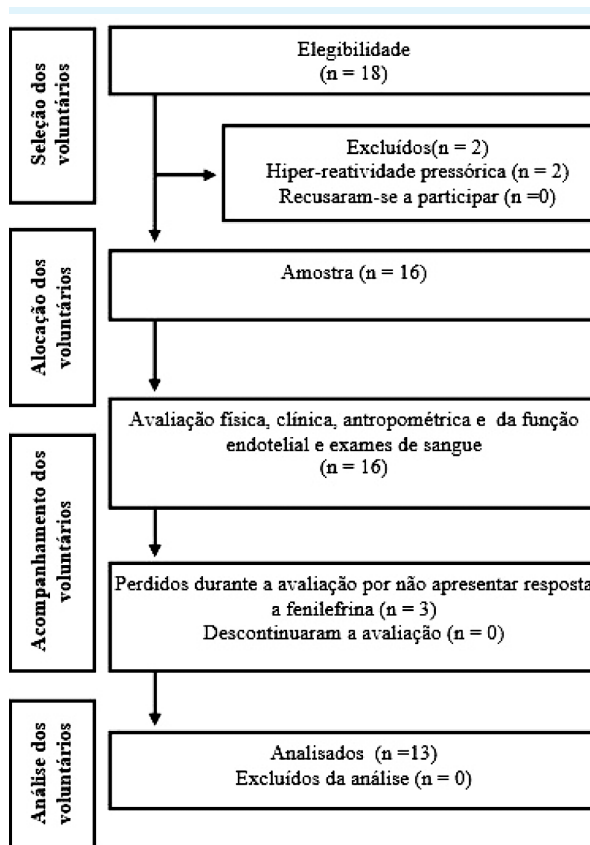 Seleção dos
voluntários
Elegibilidade
(n = 18)
Excluídos(n = 2)
Hiper-reatividade pressórica (n = 2)
Recusaram-se a participar (n =0)
Alocação dos
voluntários
Amostra (n = 16)
Avaliação física, clínica, antropométrica e da função
endotelial e exames de sangue
(n = 16)
Acompanhamento dos
voluntários
Perdidos durante a avaliação por não apresentar resposta
a fenilefrina (n = 3)
Descontinuaram a avaliação (n = 0)
Análise dos
voluntários
Analisados (n =13)
Excluídos da análise (n = 0)